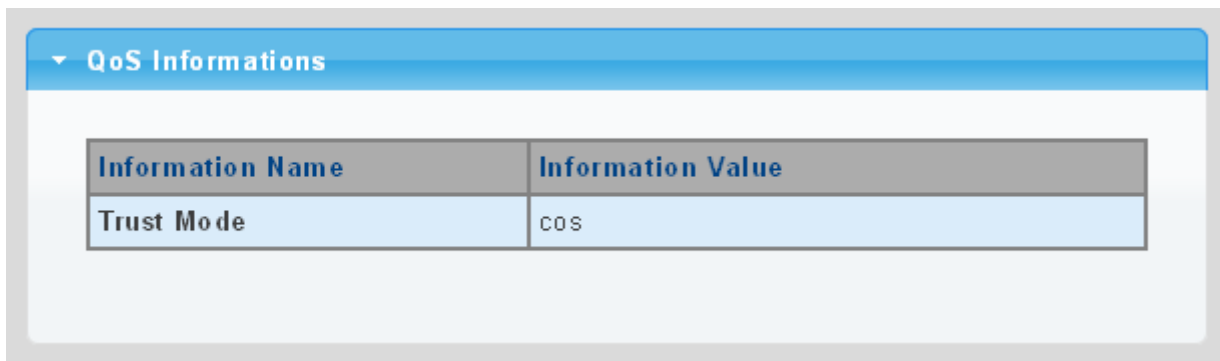 QoS Informations
Information Name Information Value
Trust Mode cos